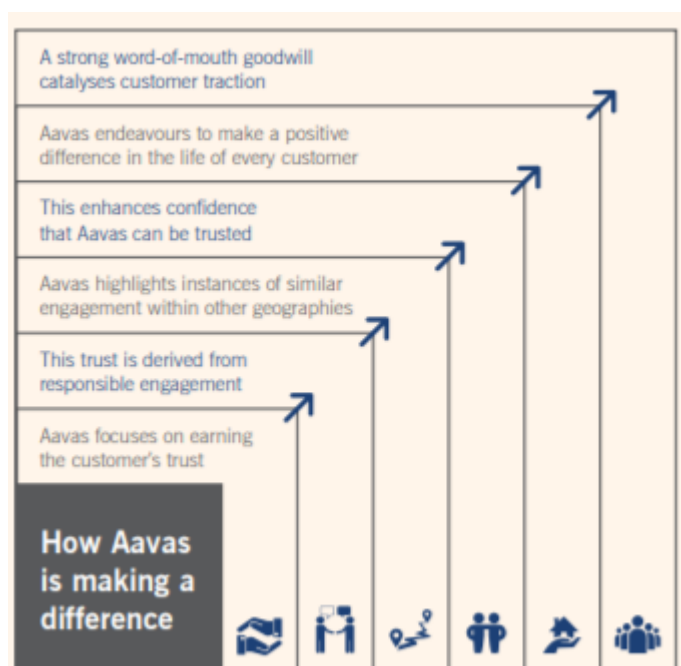 A strong word-of-mouth goodwill
catalyses customer traction
Aavas endeavours to make a positive
difference in the life of every customer
This enhances confidence
that Aavas can be trusted
Aavas highlights instances of similar
engagement within other geographies
This trust is derived from
responsible engagement
Aavas focuses on earning
the customer's trust
How Aavas
is making a
difference